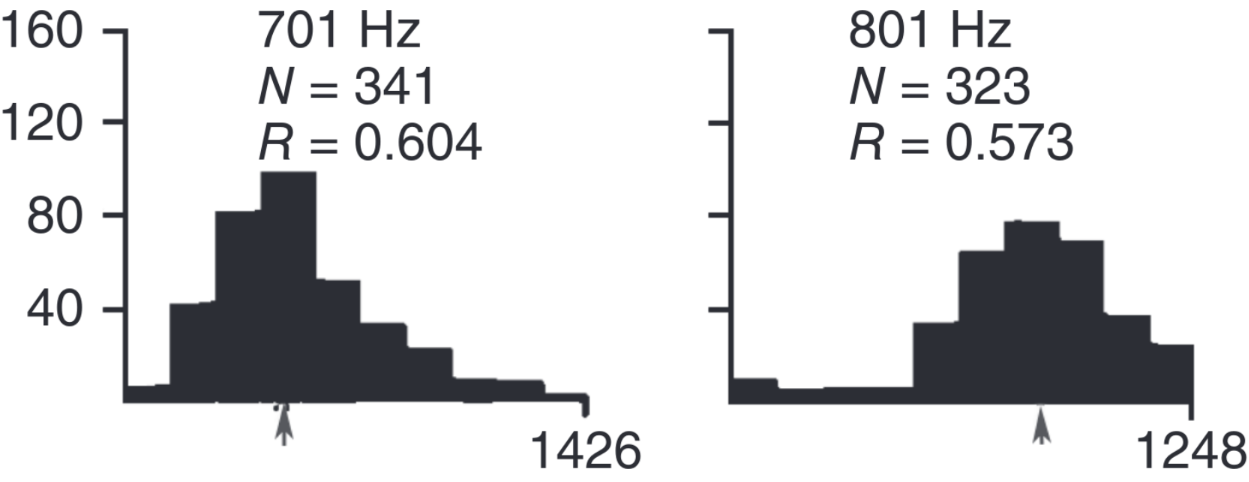 160
120
80
40
701 Hz
N = 341
R = 0.604
1426
801 Hz
N = 323
R = 0.573
1248